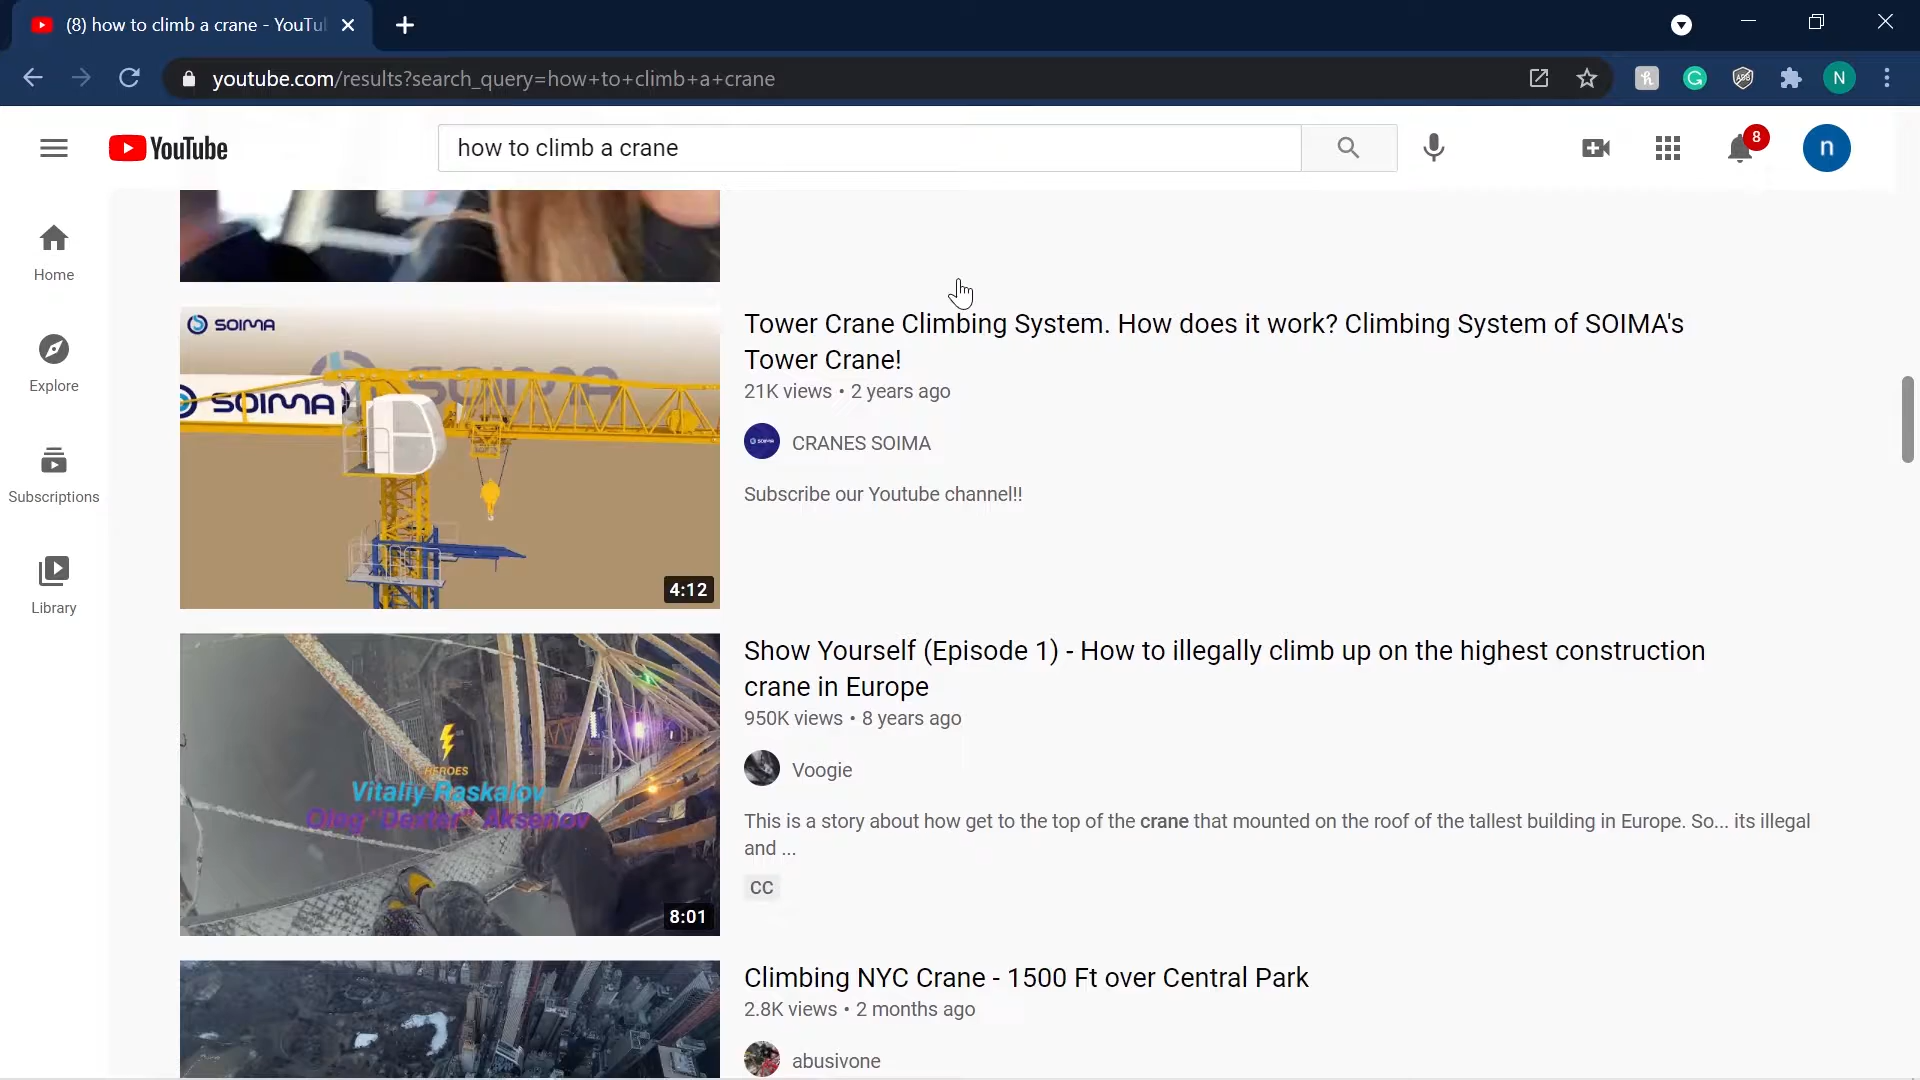 (8) how to climb a crane - YouTu
youtube.com/results?search_query=how+to+climb+a+crane
N
YouTube
how to climb a crane
8
n
Home
Explore
Subscriptions
Library
SOIMA
SOIMA
SOIMA
4:12
Tower Crane Climbing System. How does it work? Climbing System of SOIMA's
Tower Crane!
21K views • 2 years ago
CRANES SOIMA
Subscribe our Youtube channel!!
HEROES
Vitaliy Raskalov
Oleg "Dexter" Aksenov
8:01
Show Yourself (Episode 1) - How to illegally climb up on the highest construction
crane in Europe
950K views • 8 years ago
Voogie
This is a story about how get to the top of the crane that mounted on the roof of the tallest building in Europe. So... its illegal
and ...
CC
Climbing NYC Crane - 1500 Ft over Central Park
2.8K views • 2 months ago
abusivone